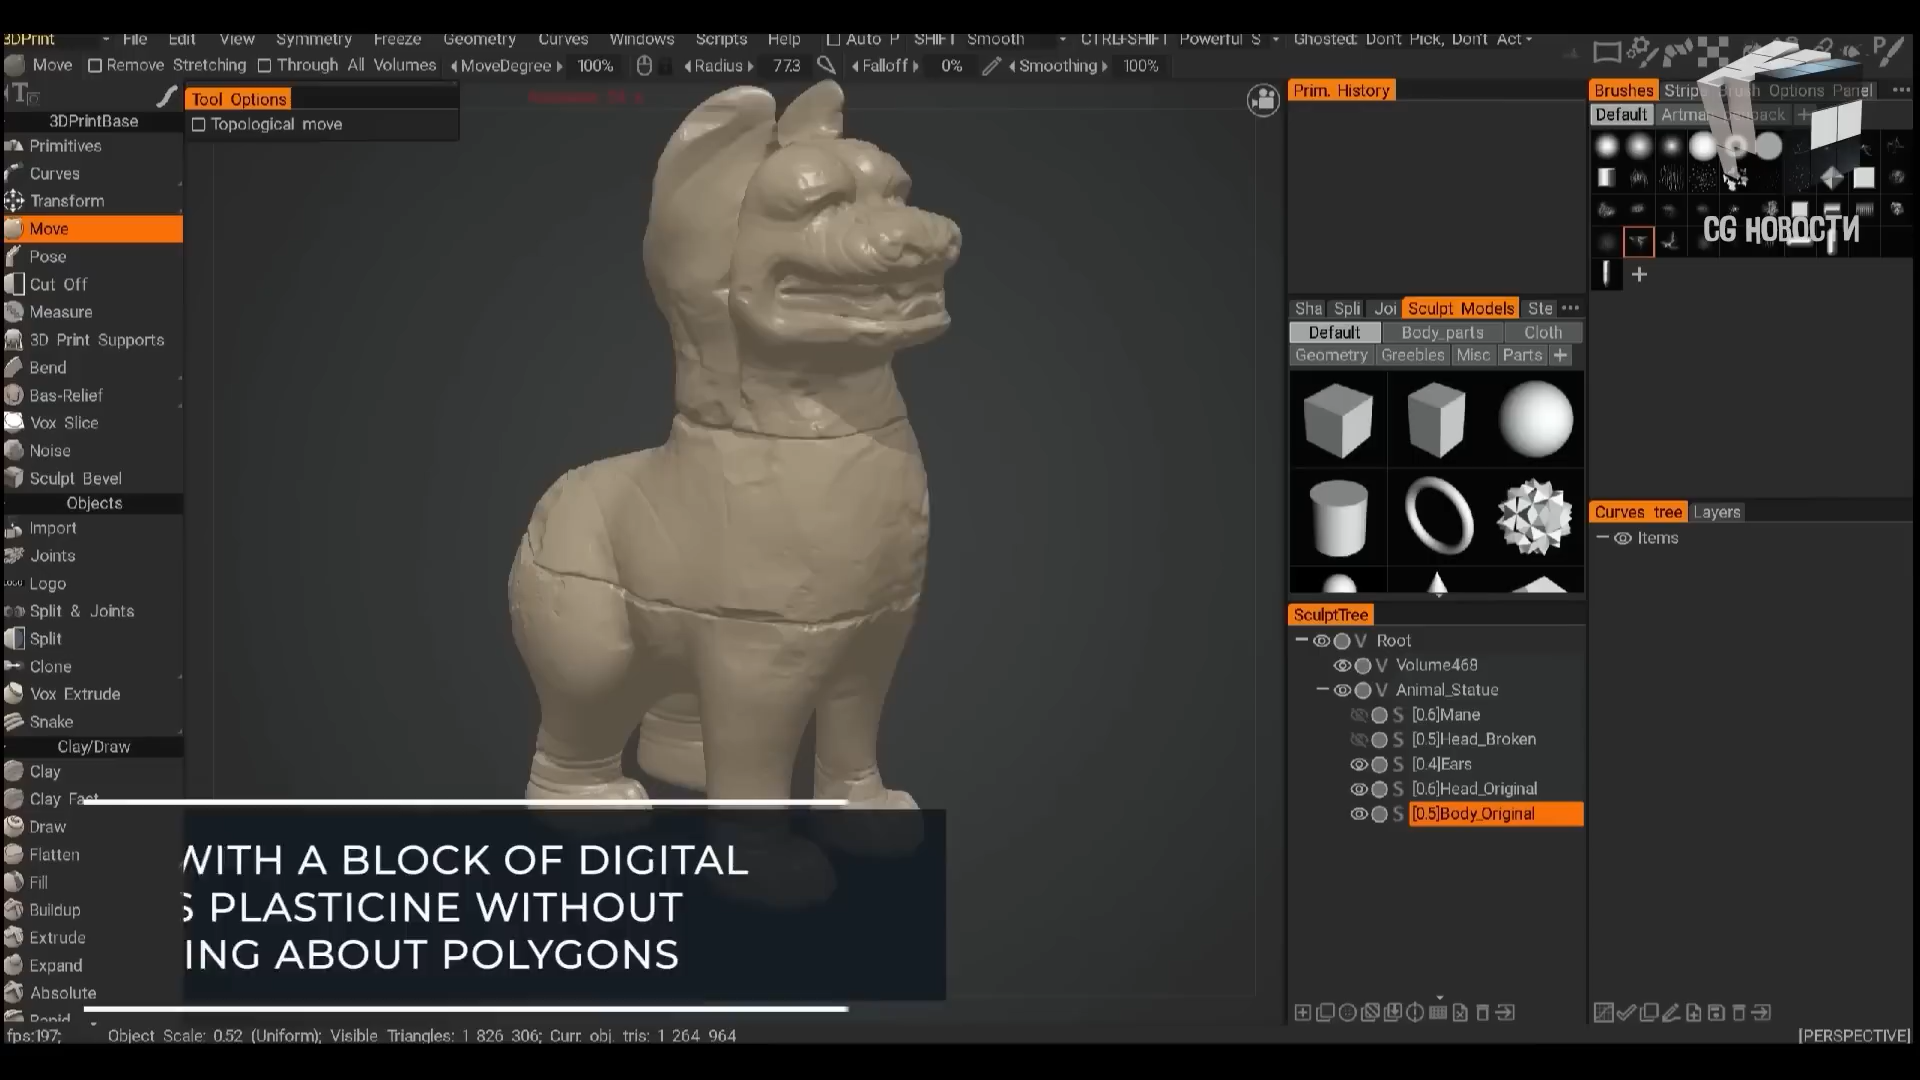 3DPrint File Edit View Symmetry Freeze Geometry Curves Windows Scripts Help Auto P SHIFT Smooth CTRL+SHIFT Powerful S Ghosted: Don't Pick, Don't Act
Move Remove Stretching Through All Volumes MoveDegree 100% Radius 77.3 Falloff 0% Smoothing 100%
Tool Options
Topological move
3DPrintBase
Primitives
Curves
Transform
Move
Pose
Cut Off
Measure
3D Print Supports
Bend
Bas-Relief
Vox Slice
Noise
Sculpt Bevel
Objects
Import
Joints
Logo
Split & Joints
Split
Clone
Vox Extrude
Snake
Clay/Draw
Clay
Clay Fast
Draw
Flatten
Fill
Buildup
Extrude
Expand
Absolute
Rapid
WITH A BLOCK OF DIGITAL
S PLASTICINE WITHOUT
ING ABOUT POLYGONS
fps:197; Object Scale: 0.52 (Uniform); Visible Triangles: 1 826 306; Curr. obj. tris: 1 264 964
Prim. History
Sha Spli Joi Sculpt Models Ste
Default Body_parts Cloth
Geometry Greebles Misc Parts +
SculptTree
V Root
V Volume468
V Animal_Statue
S [0.6]Mane
S [0.5]Head_Broken
S [0.4]Ears
S [0.6]Head_Original
S [0.5]Body_Original
Brushes Options Panel
Default
CG НОВОСТИ
Curves tree Layers
Items
[PERSPECTIVE]